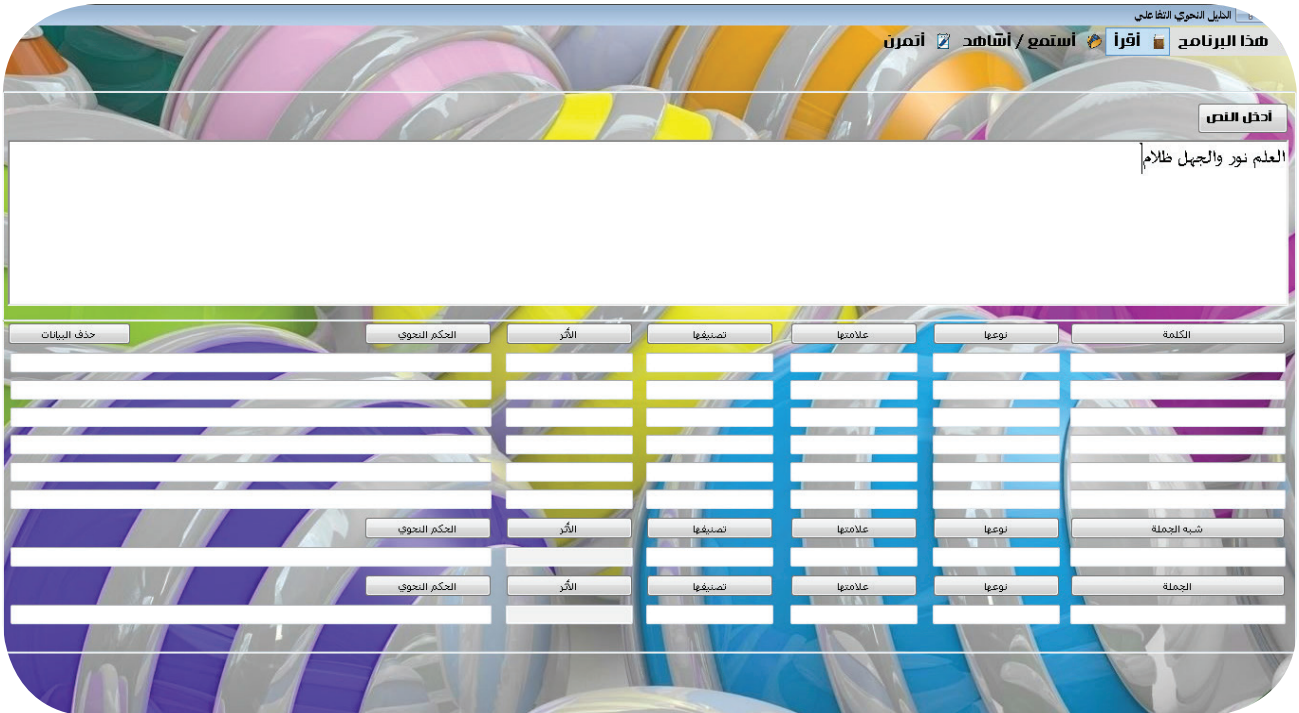 الدليل النحوي التفاعلي
هذا البرنامج أقرأ أستمع / أشاهد أتمرن
أدخل النص
العلم نور والجهل ظلام
الكلمة نوعها علامتها تصنيفها الأثر الحكم النحوي حذف البيانات
شبه الجملة نوعها علامتها تصنيفها الأثر الحكم النحوي
الجملة نوعها علامتها تصنيفها الأثر الحكم النحوي